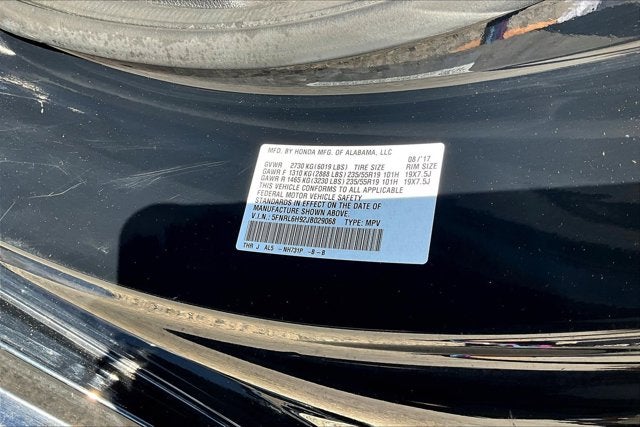 MFD. BY HONDA MFG. OF ALABAMA, LLC 08/'17
GVWR 2730 KG(6019 LBS) TIRE SIZE RIM SIZE
GAWR F 1310 KG(2888 LBS) 235/55R19 101H 19X7.5J
GAWR R 1465 KG(3230 LBS) 235/55R19 101H 19X7.5J
THIS VEHICLE CONFORMS TO ALL APPLICABLE
FEDERAL MOTOR VEHICLE SAFETY
STANDARDS IN EFFECT ON THE DATE OF
MANUFACTURE SHOWN ABOVE.
V.I.N.: 5FNRL6H92JB029068 TYPE: MPV
THR J AL5 -NH731P -B-B